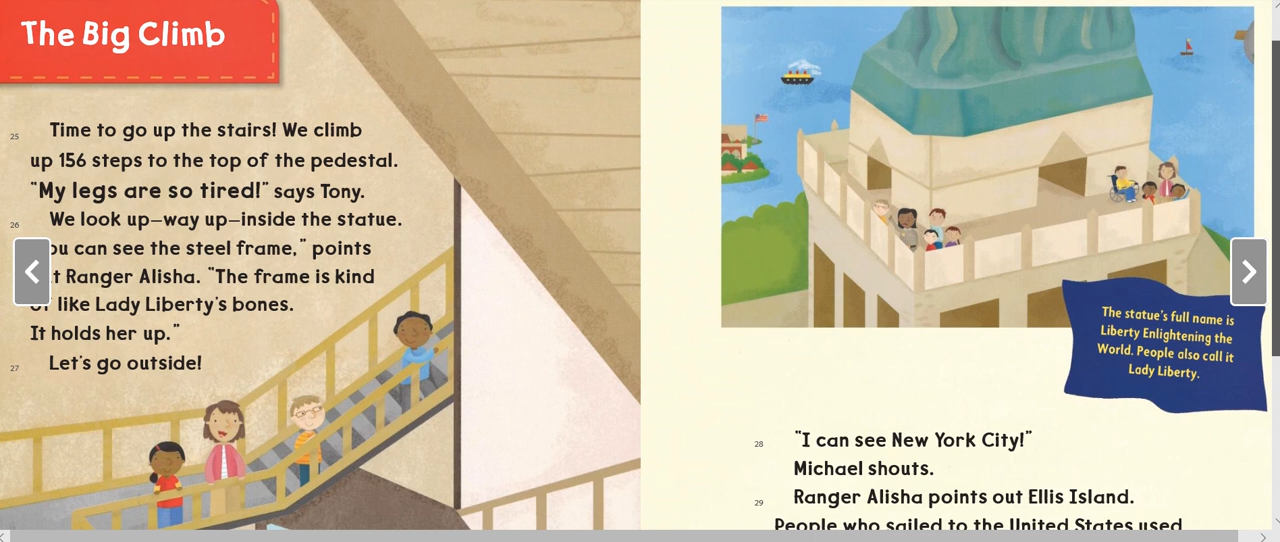 The Big Climb
25 Time to go up the stairs! We climb
up 156 steps to the top of the pedestal.
"My legs are so tired!" says Tony.
26 We look up—way up—inside the statue.
ou can see the steel frame," points
t Ranger Alisha. "The frame is kind
of like Lady Liberty's bones.
It holds her up."
27 Let's go outside!
The statue's full name is
Liberty Enlightening the
World. People also call it
Lady Liberty.
28 "I can see New York City!"
Michael shouts.
29 Ranger Alisha points out Ellis Island.
People who sailed to the United States used